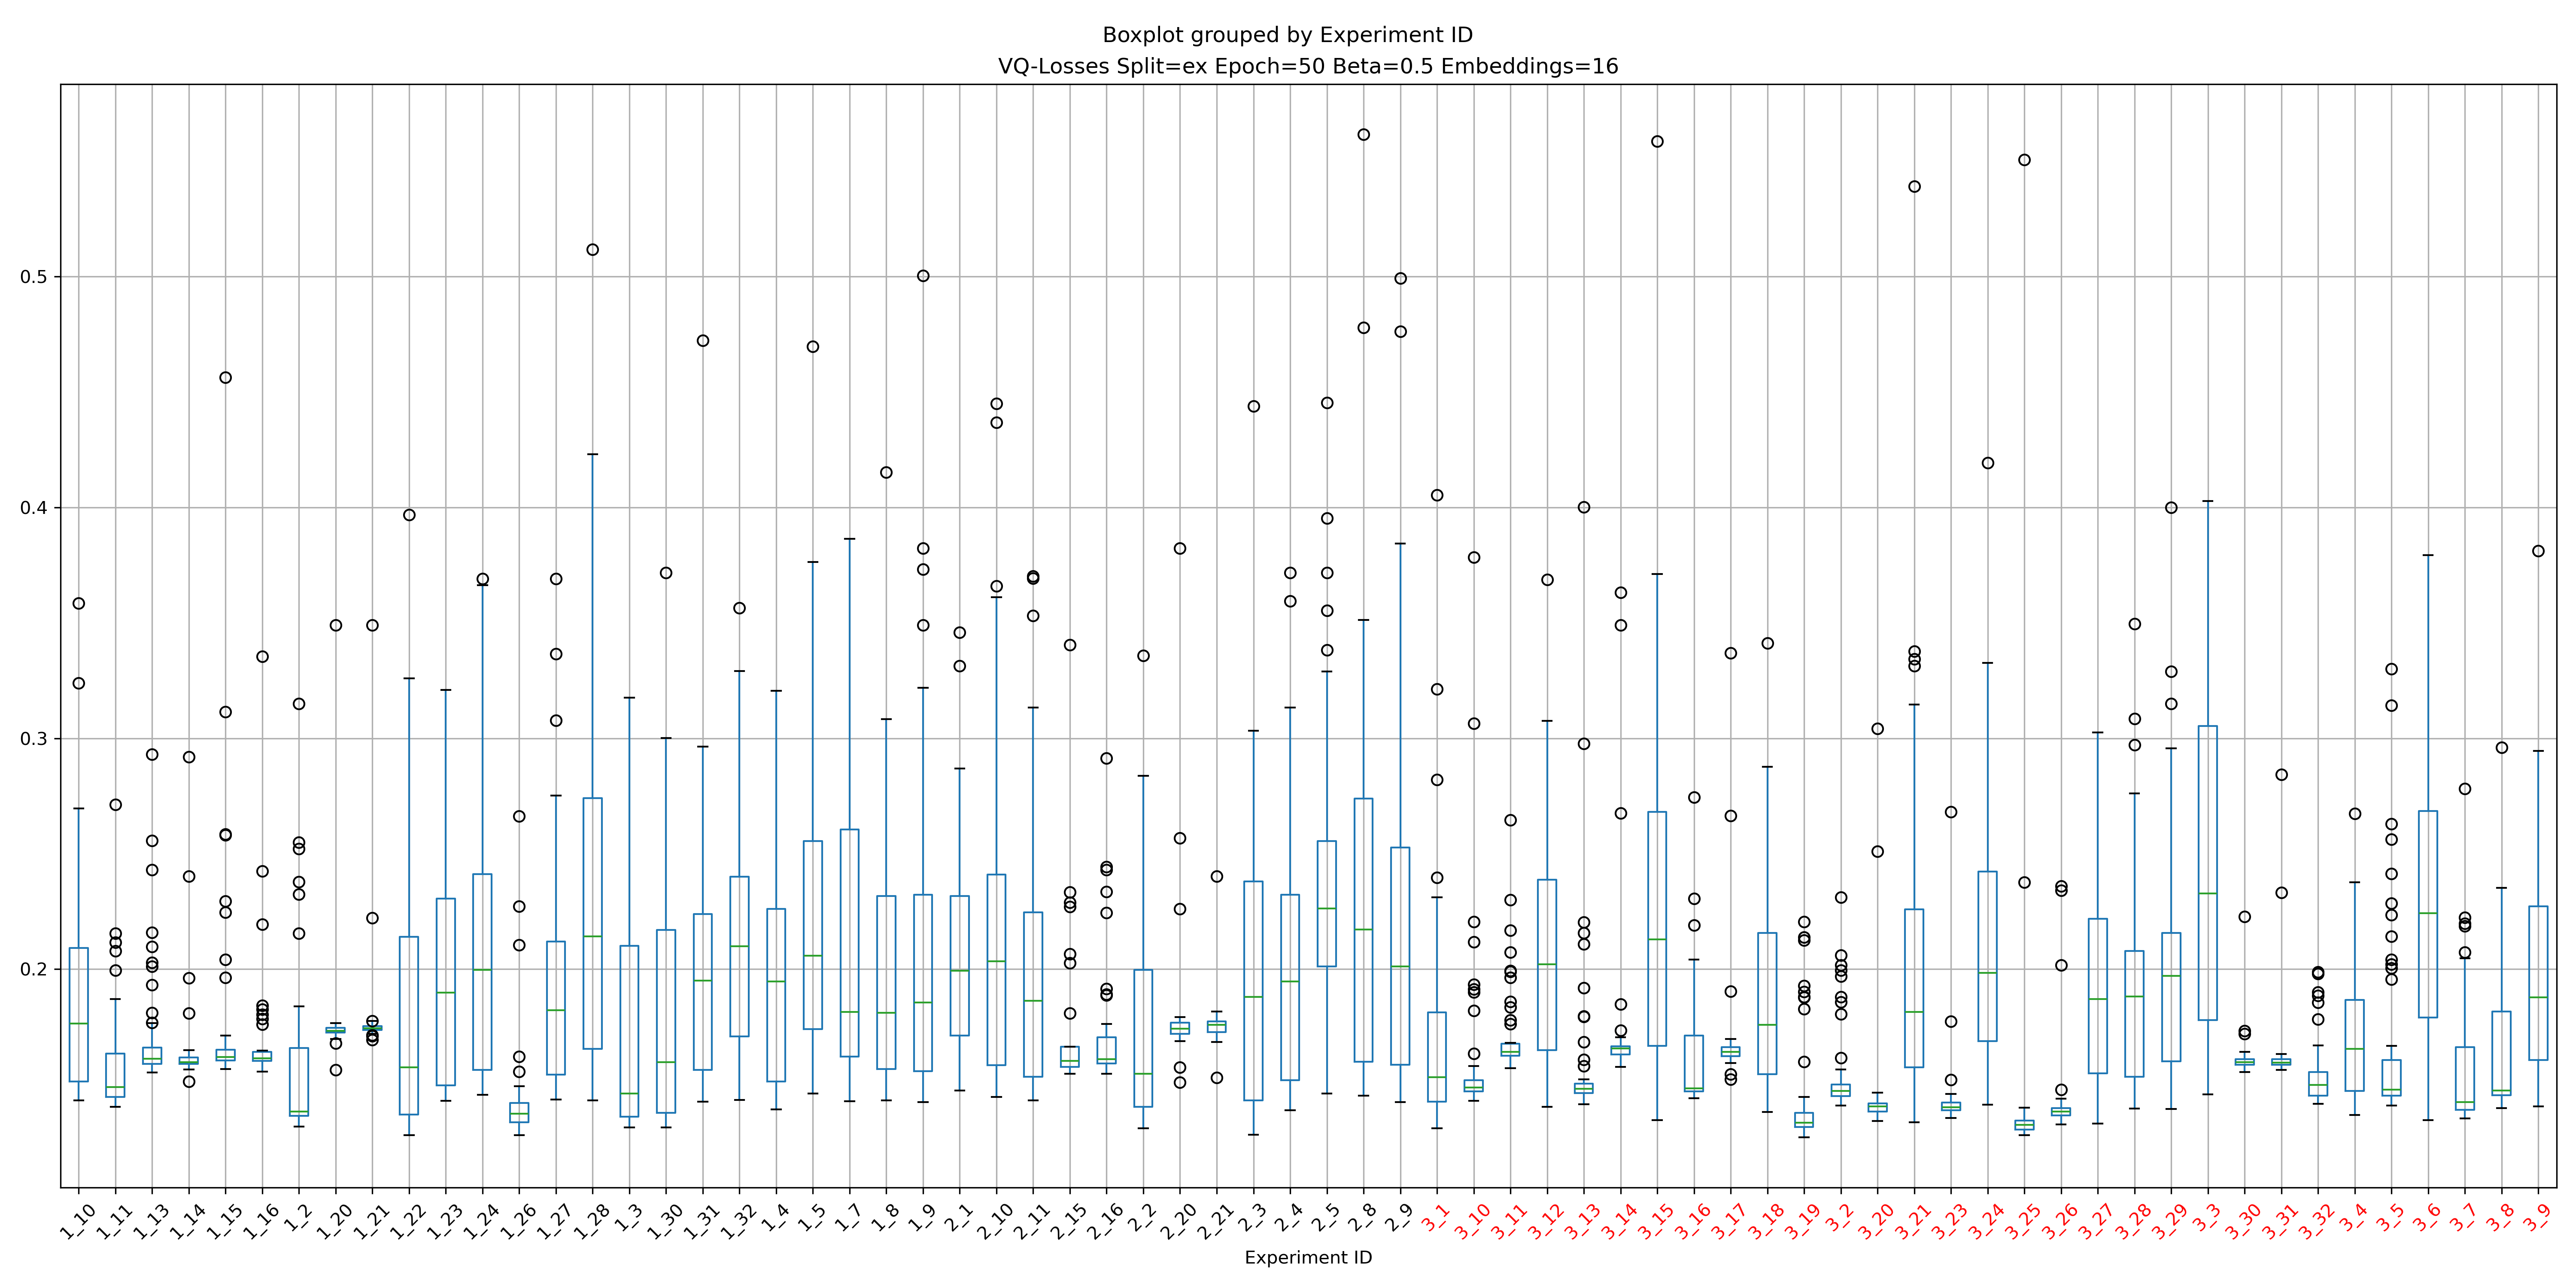 Boxplot grouped by Experiment ID
VQ-Losses Split=ex Epoch=50 Beta=0.5 Embeddings=16
0.5
0.4
0.3
0.2
1_10 1_11 1_13 1_14 1_15 1_16 1_2 1_20 1_21 1_22 1_23 1_24 1_26 1_27 1_28 1_3 1_30 1_31 1_32 1_4 1_5 1_7 1_8 1_9 2_1 2_10 2_11 2_15 2_16 2_2 2_20 2_21 2_3 2_4 2_5 2_8 2_9 3_1 3_10 3_11 3_12 3_13 3_14 3_15 3_16 3_17 3_18 3_19 3_2 3_20 3_21 3_23 3_24 3_25 3_26 3_27 3_28 3_29 3_3 3_30 3_31 3_32 3_4 3_5 3_6 3_7 3_8 3_9
Experiment ID